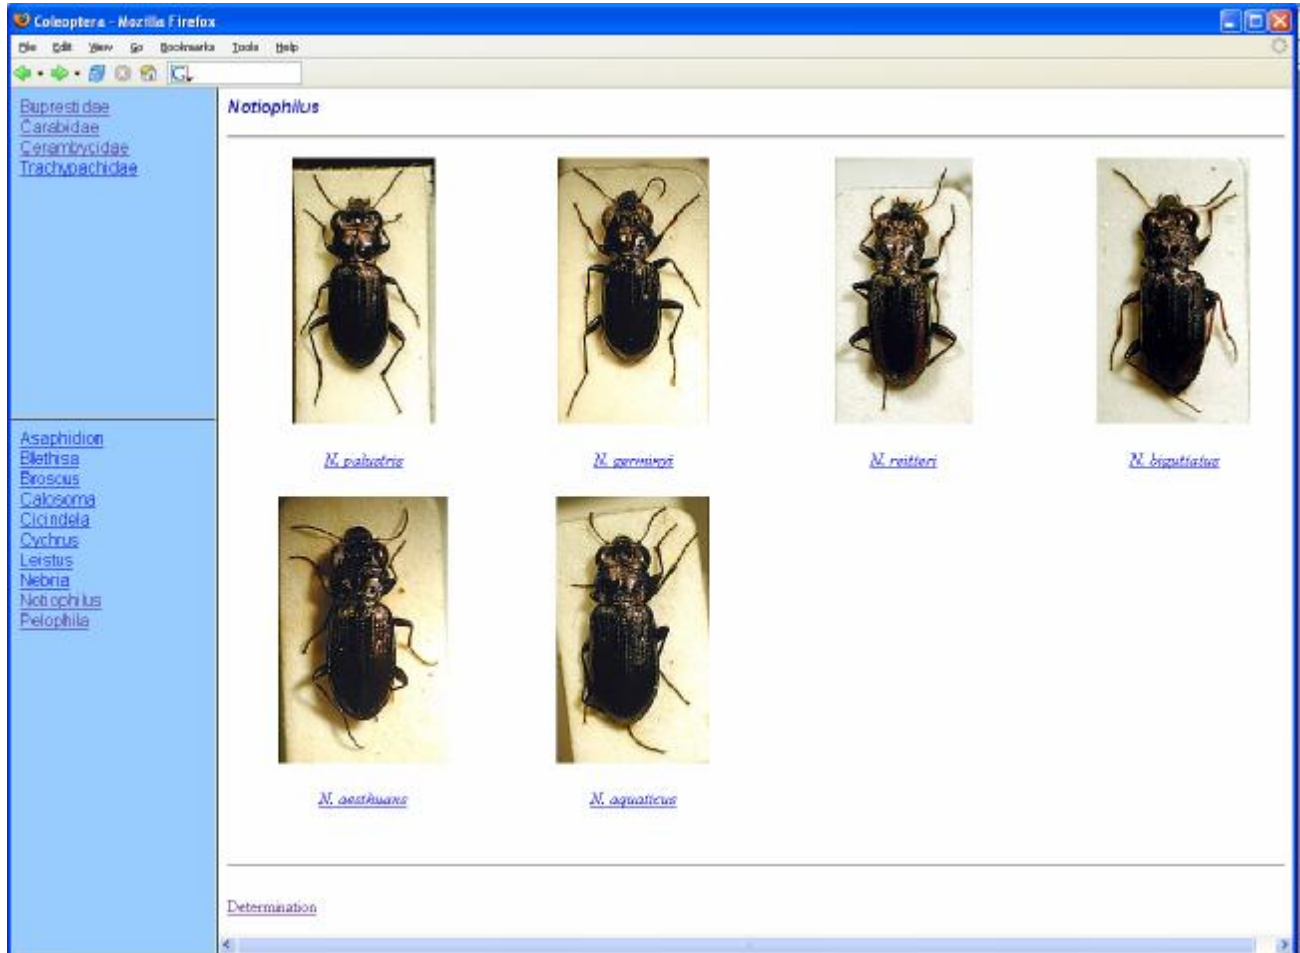 Coleoptera - Mozilla Firefox
File Edit View Go Bookmarks Tools Help
Buprestidae
Carabidae
Cerambycidae
Trachypachidae
Asaphidion
Blethisa
Broscus
Calosoma
Cicindela
Cychrus
Leistus
Nebria
Notiophilus
Pelophila
Notiophilus
N. palustris
N. germinyi
N. reitteri
N. biguttatus
N. aesthuans
N. aquaticus
Determination